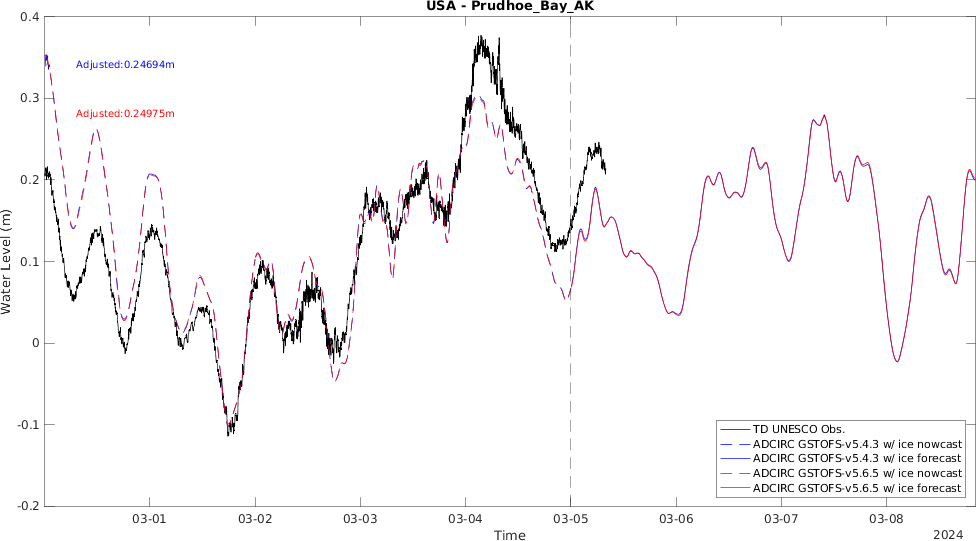 USA - Prudhoe_Bay_AK
0.4
0.3
0.2
0.1
0
-0.1
-0.2
Water Level (m)
Adjusted:0.24694m
Adjusted:0.24975m
TD UNESCO Obs.
ADCIRC GSTOFS-v5.4.3 w/ ice nowcast
ADCIRC GSTOFS-v5.4.3 w/ ice forecast
ADCIRC GSTOFS-v5.6.5 w/ ice nowcast
ADCIRC GSTOFS-v5.6.5 w/ ice forecast
03-01 03-02 03-03 03-04 03-05 03-06 03-07 03-08
Time
2024